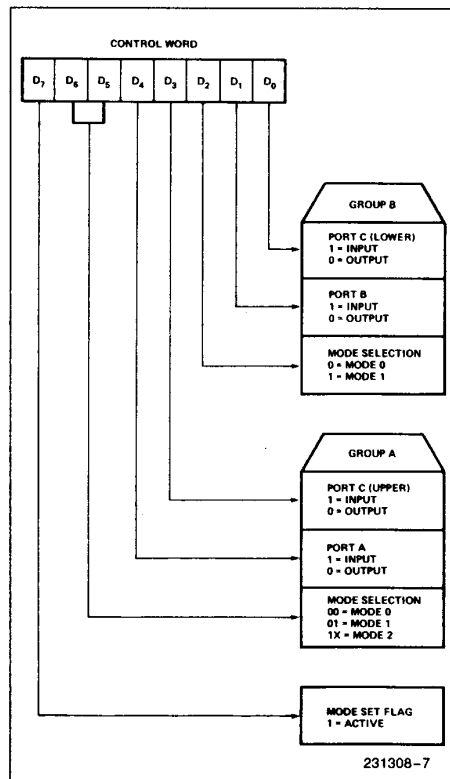 CONTROL WORD
D7 D6 D5 D4 D3 D2 D1 D0
GROUP B
PORT C (LOWER)
1 = INPUT
0 = OUTPUT
PORT B
1 = INPUT
0 = OUTPUT
MODE SELECTION
0 = MODE 0
1 = MODE 1
GROUP A
PORT C (UPPER)
1 = INPUT
0 = OUTPUT
PORT A
1 = INPUT
0 = OUTPUT
MODE SELECTION
00 = MODE 0
01 = MODE 1
1X = MODE 2
MODE SET FLAG
1 = ACTIVE
231308-7